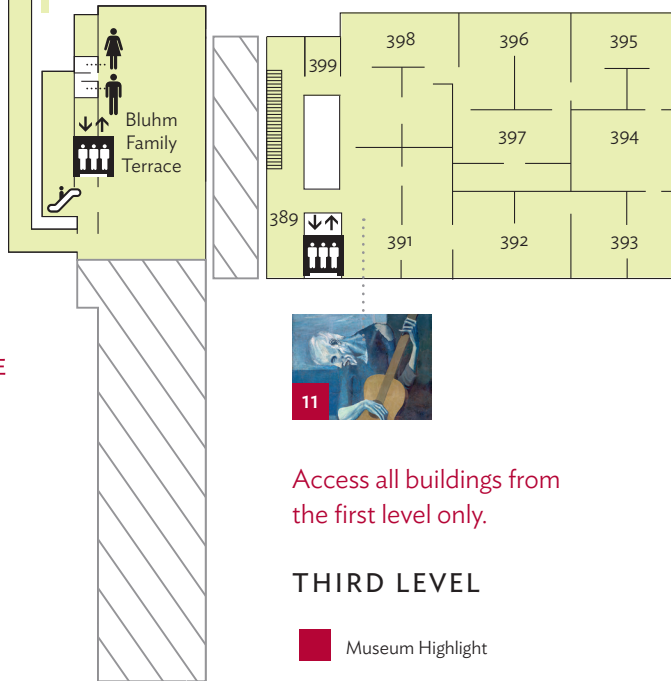 398
396
395
399
Bluhm
Family
Terrace
397
394
389
391
392
393
E
11
Access all buildings from
the first level only.
THIRD LEVEL
Museum Highlight